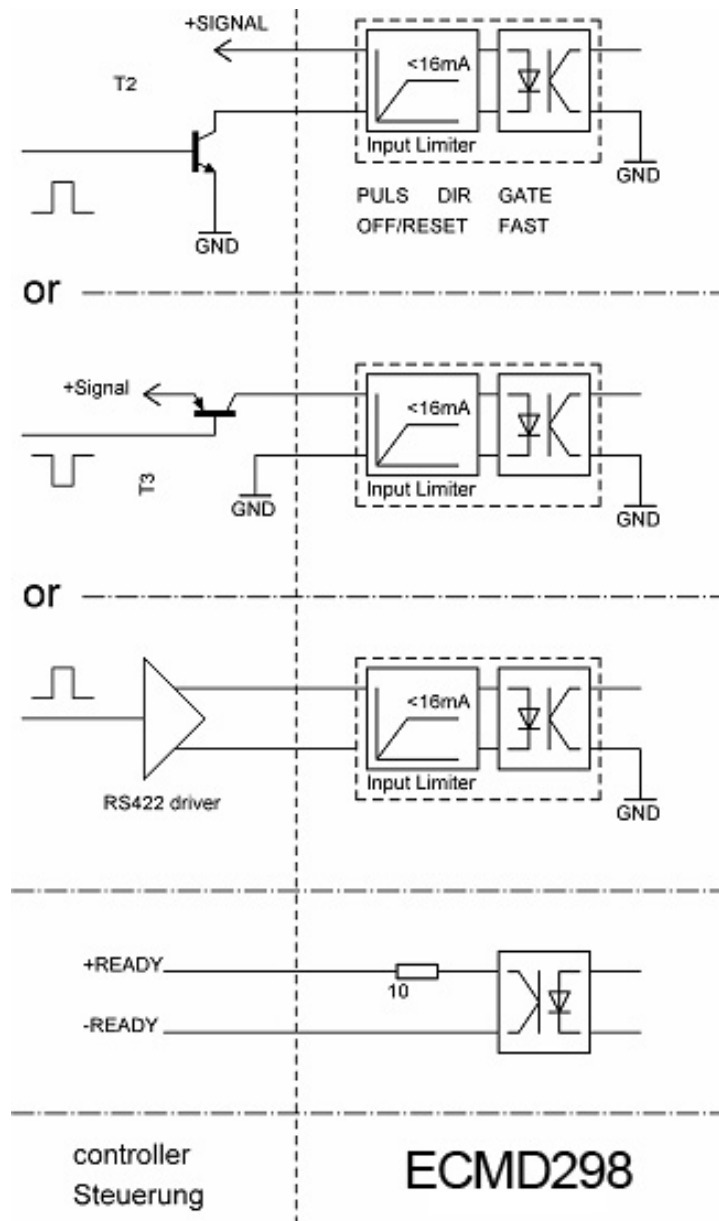 +SIGNAL
T2
<16mA
Input Limiter
GND
GND
PULS DIR GATE
OFF/RESET FAST
or
+Signal
<16mA
T3
GND
Input Limiter
GND
or
<16mA
RS422 driver
Input Limiter
GND
+READY
10
-READY
controller
Steuerung
ECMD298